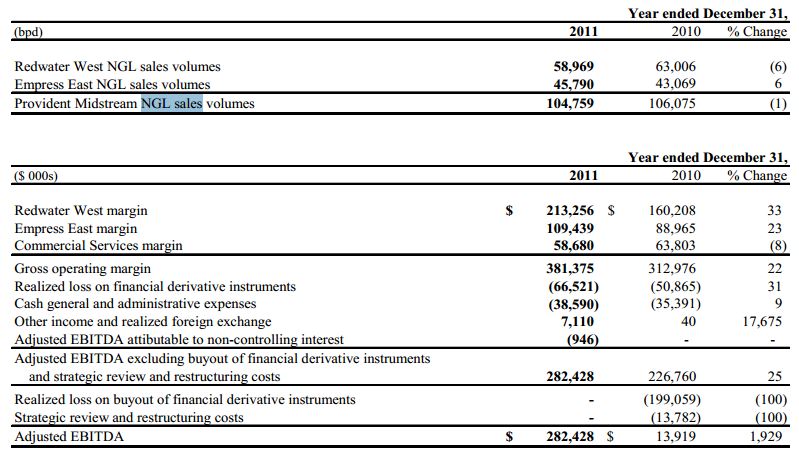 Year ended December 31,
(bpd) 2011 2010 % Change
Redwater West NGL sales volumes 58,969 63,006 (6)
Empress East NGL sales volumes 45,790 43,069 6
Provident Midstream NGL sales volumes 104,759 106,075 (1)
Year ended December 31,
($ 000s) 2011 2010 % Change
Redwater West margin $ 213,256 $ 160,208 33
Empress East margin 109,439 88,965 23
Commercial Services margin 58,680 63,803 (8)
Gross operating margin 381,375 312,976 22
Realized loss on financial derivative instruments (66,521) (50,865) 31
Cash general and administrative expenses (38,590) (35,391) 9
Other income and realized foreign exchange 7,110 40 17,675
Adjusted EBITDA attibutable to non-controlling interest (946) - -
Adjusted EBITDA excluding buyout of financial derivative instruments
and strategic review and restructuring costs 282,428 226,760 25
Realized loss on buyout of financial derivative instruments - (199,059) (100)
Strategic review and restructuring costs - (13,782) (100)
Adjusted EBITDA $ 282,428 $ 13,919 1,929